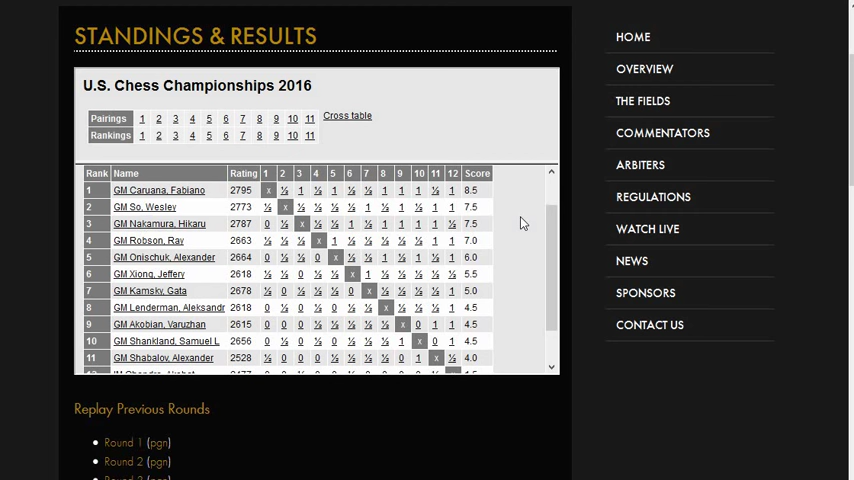 STANDINGS & RESULTS
U.S. Chess Championships 2016
Pairings 1 2 3 4 5 6 7 8 9 10 11 Cross table
Rankings 1 2 3 4 5 6 7 8 9 10 11
Rank Name Rating 1 2 3 4 5 6 7 8 9 10 11 12 Score
1 GM Caruana, Fabiano 2795 x ½ 1 ½ 1 ½ ½ 1 1 1 ½ 1 8.5
2 GM So, Wesley 2773 ½ x ½ ½ ½ ½ 1 ½ 1 ½ 1 1 7.5
3 GM Nakamura, Hikaru 2787 0 ½ x ½ ½ 1 ½ 1 1 1 1 ½ 7.5
4 GM Robson, Ray 2663 ½ ½ ½ x 1 ½ ½ ½ ½ ½ 1 1 7.0
5 GM Onischuk, Alexander 2664 0 ½ ½ 0 x ½ ½ 1 ½ 1 ½ 1 6.0
6 GM Xiong, Jeffery 2618 ½ ½ 0 ½ ½ x 1 ½ ½ ½ ½ ½ 5.5
7 GM Kamsky, Gata 2678 ½ 0 ½ ½ ½ 0 x ½ ½ ½ ½ 1 5.0
8 GM Lenderman, Aleksandr 2618 0 ½ 0 ½ 0 ½ ½ x ½ ½ ½ 1 4.5
9 GM Akobian, Varuzhan 2615 0 0 0 ½ ½ ½ ½ ½ x 0 1 1 4.5
10 GM Shankland, Samuel L 2656 0 ½ 0 ½ 0 ½ ½ ½ 1 x 0 1 4.5
11 GM Shabalov, Alexander 2528 ½ 0 0 0 ½ ½ ½ ½ 0 1 x ½ 4.0
Replay Previous Rounds
Round 1 (pgn)
Round 2 (pgn)
HOME
OVERVIEW
THE FIELDS
COMMENTATORS
ARBITERS
REGULATIONS
WATCH LIVE
NEWS
SPONSORS
CONTACT US